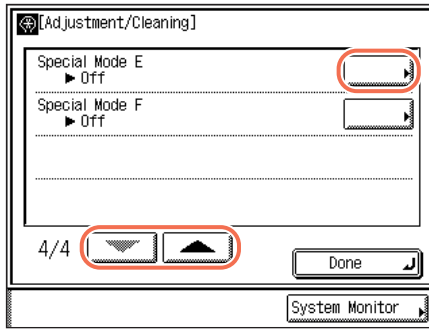 [Adjustment/Cleaning]
Special Mode E
► Off
Special Mode F
► Off
4/4
Done
System Monitor